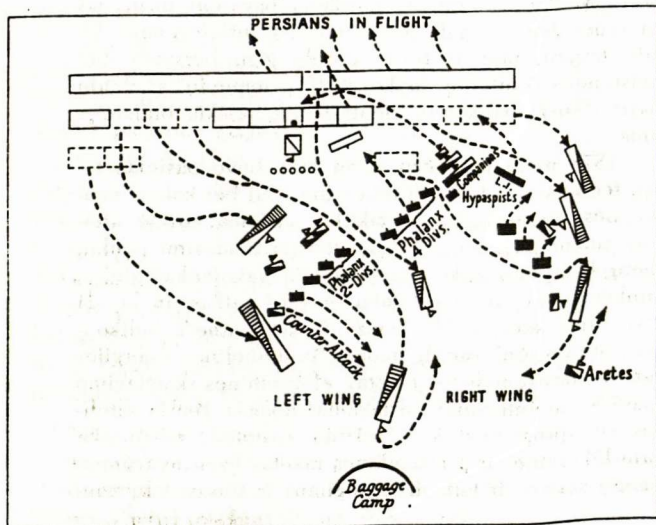 PERSIANS IN FLIGHT
Companions
L.T.
Hypaspists
Phalanx
4 Divs.
Phalanx
2 Divs.
Counter Attack
LEFT WING
RIGHT WING
Aretes
Baggage
Camp